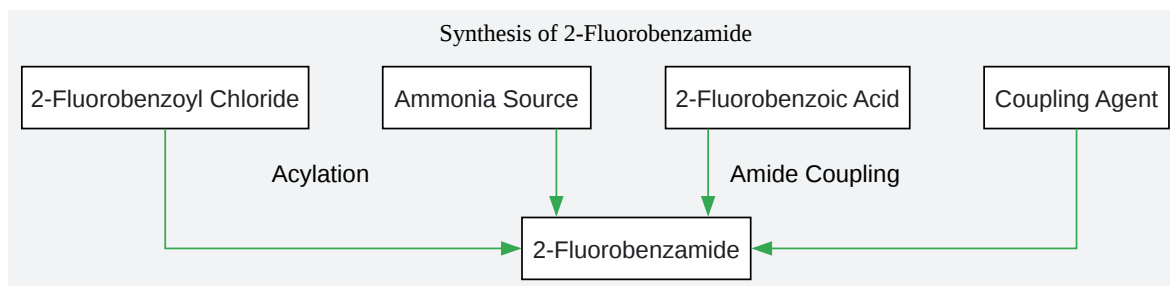 Synthesis of 2-Fluorobenzamide
2-Fluorobenzoyl Chloride
Ammonia Source
2-Fluorobenzoic Acid
Coupling Agent
Acylation
Amide Coupling
2-Fluorobenzamide